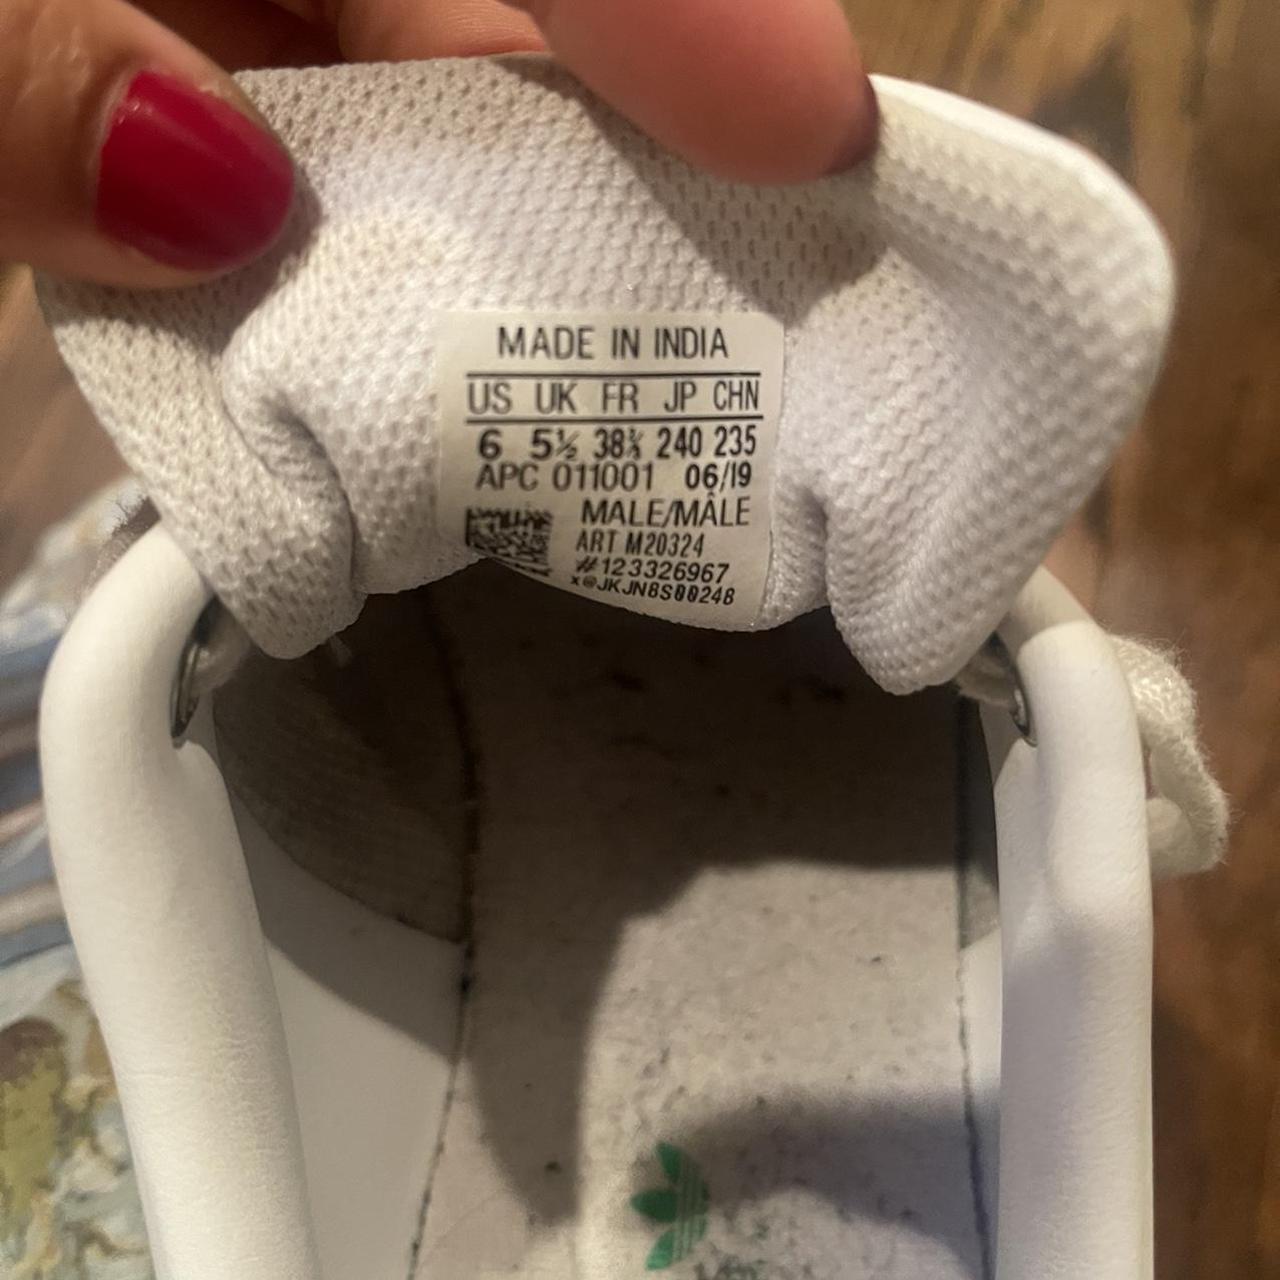 MADE IN INDIA
US UK FR JP CHN
6 5½ 38⅔ 240 235
APC 011001 06/19
MALE/MÂLE
ART M20324
#123326967
x@JKJN8S00248